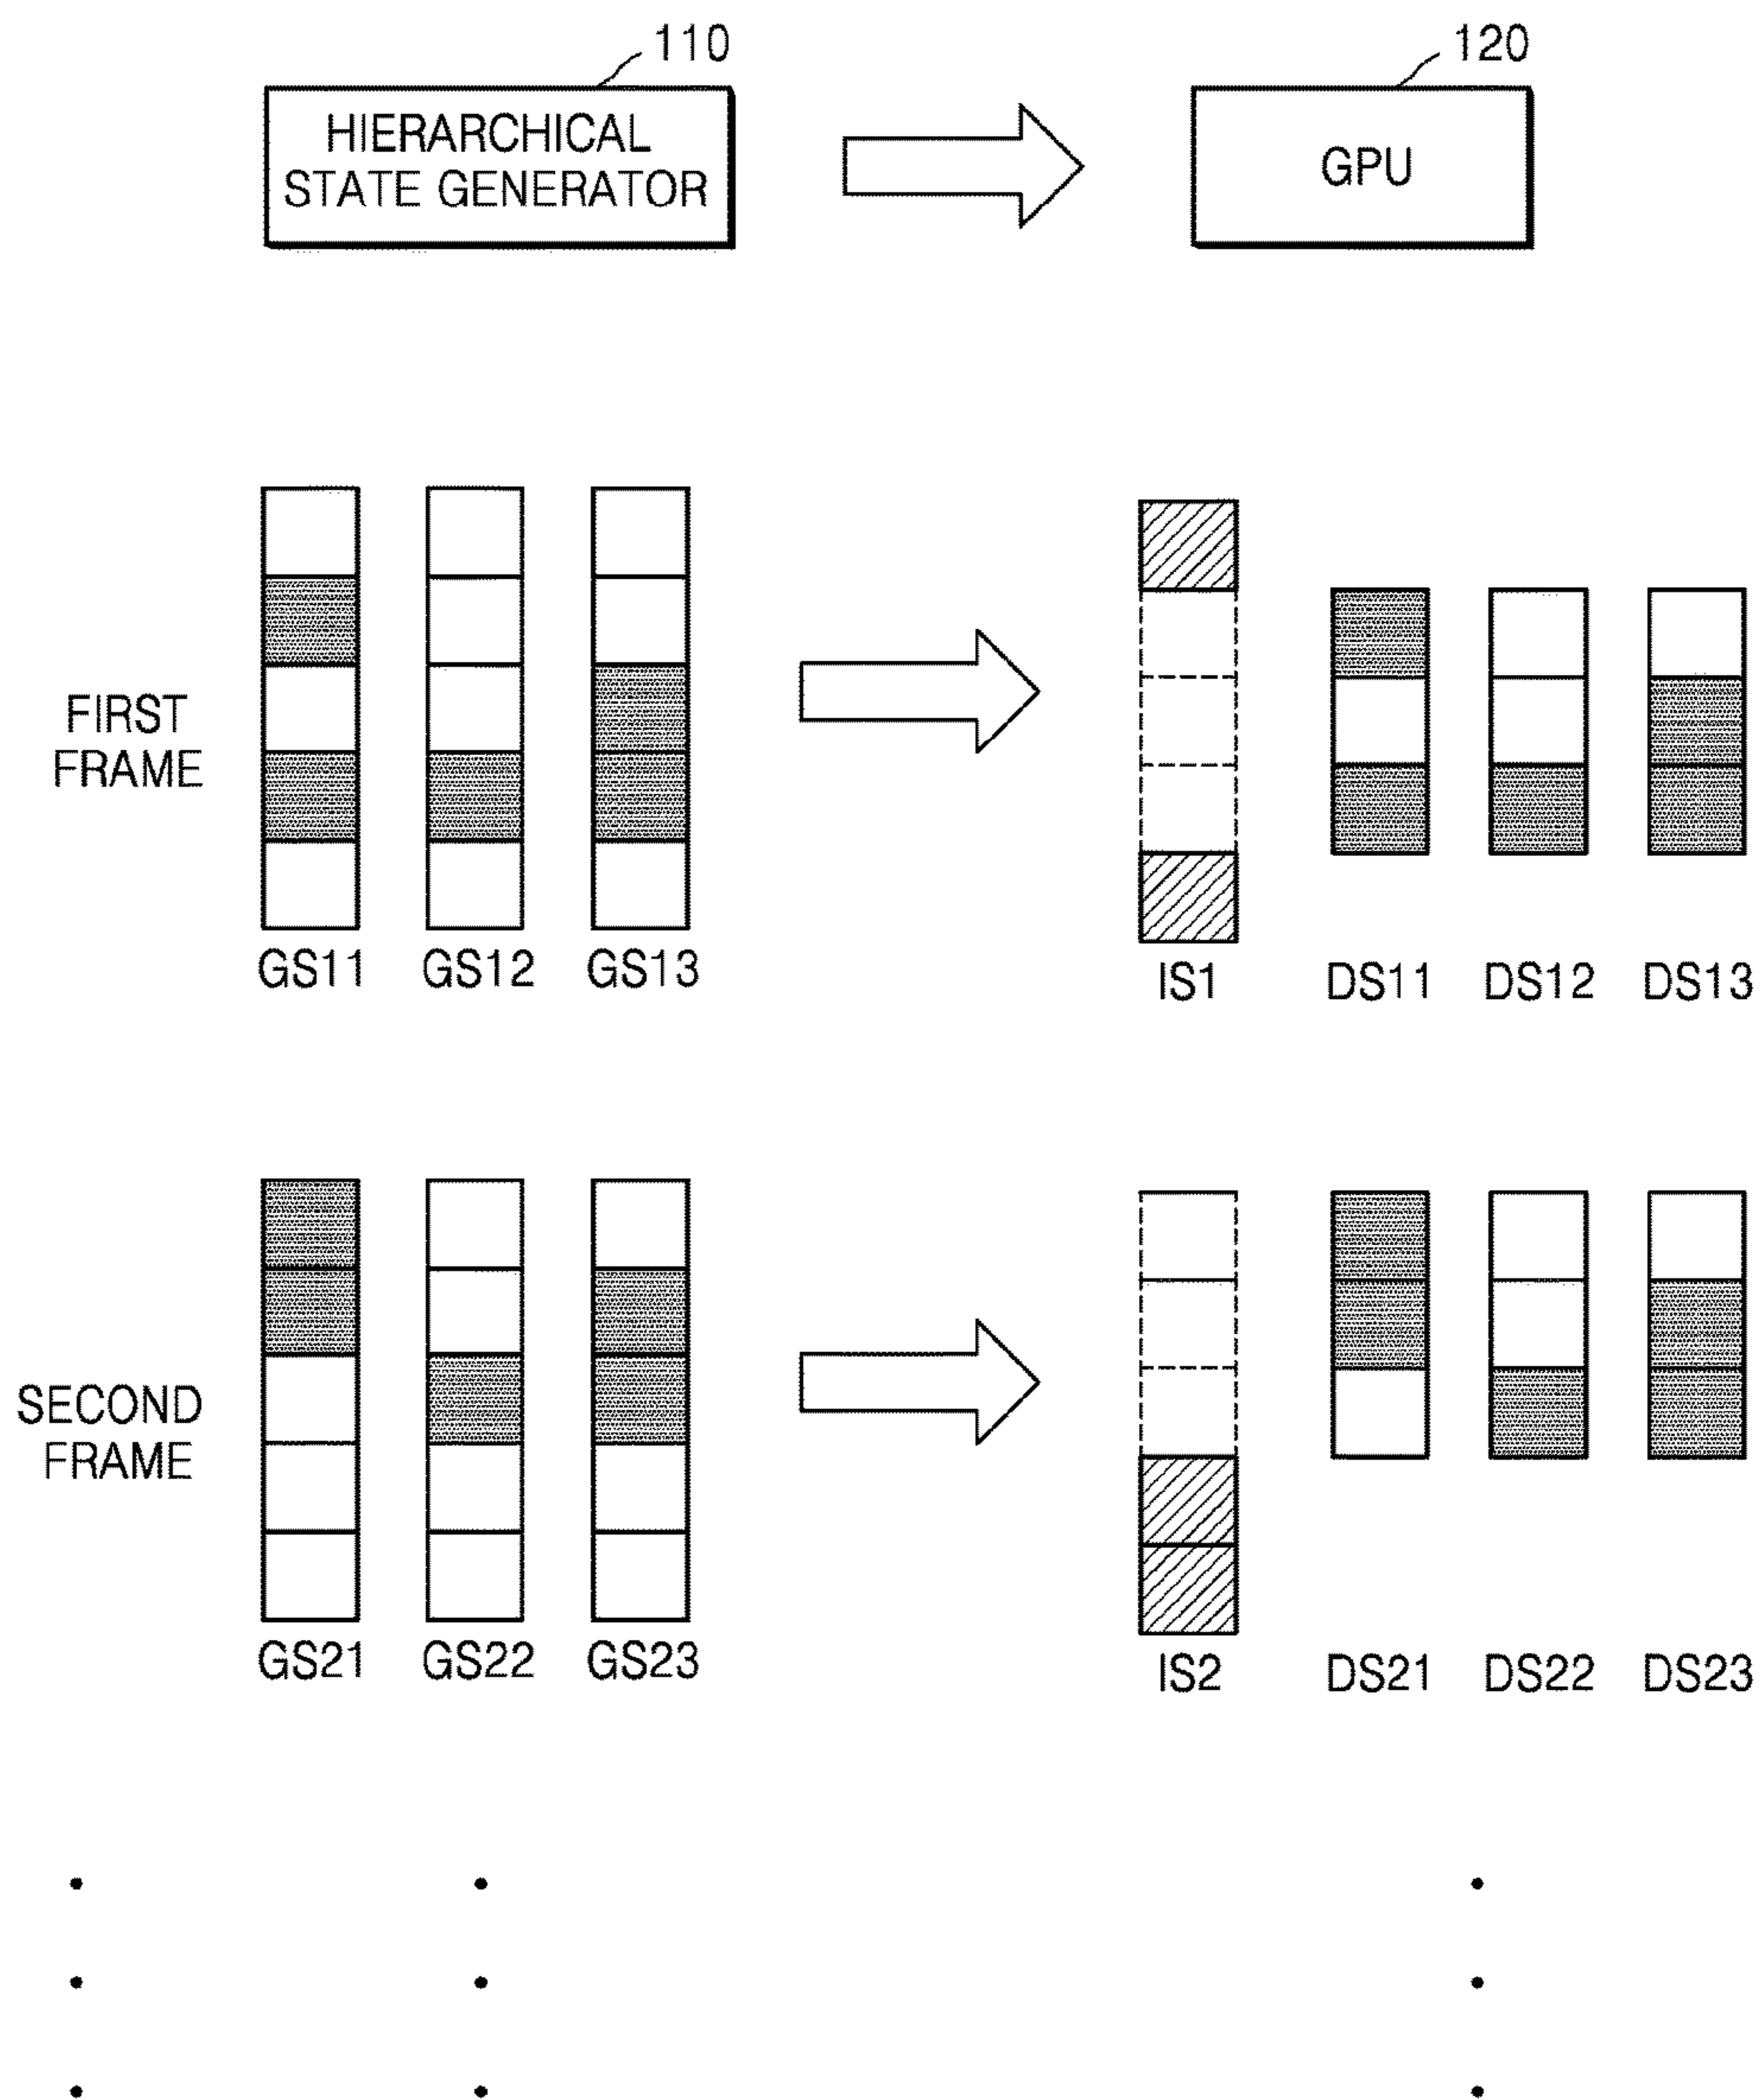 110
120
HIERARCHICAL
STATE GENERATOR
GPU
FIRST
FRAME
GS11
GS12
GS13
IS1
DS11
DS12
DS13
SECOND
FRAME
GS21
GS22
GS23
IS2
DS21
DS22
DS23